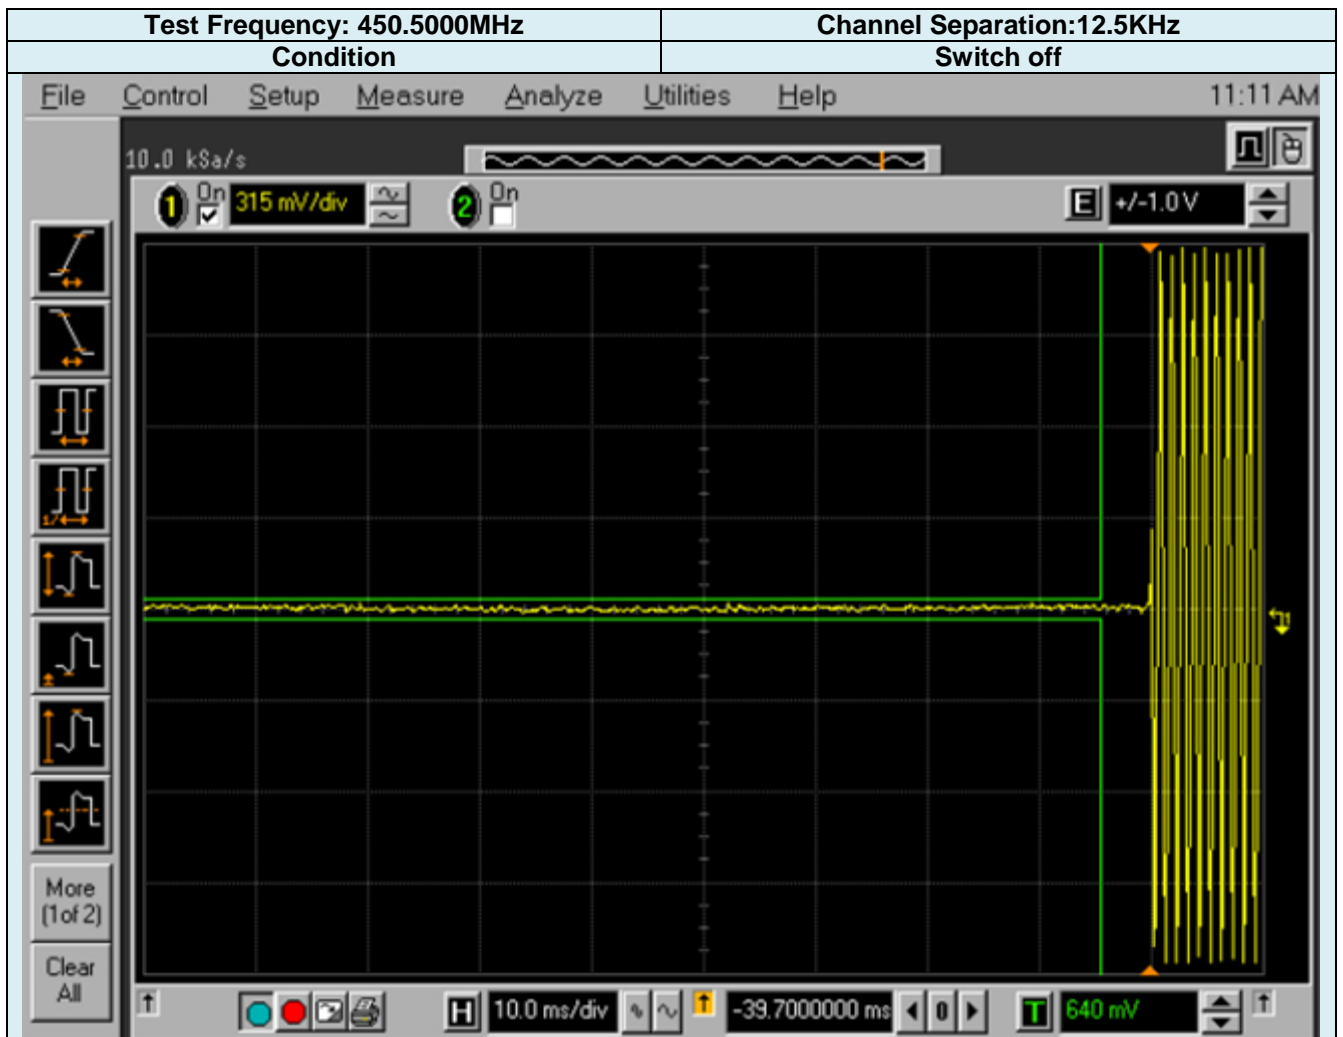 Test Frequency: 450.5000MHz Channel Separation:12.5KHz
Condition Switch off
File Control Setup Measure Analyze Utilities Help 11:11 AM
10.0 kSa/s
1 On 315 mV/div 2 On E +/-1.0 V
1/
More
(1of 2)
Clear
All
H 10.0 ms/div -39.7000000 ms 0 T 640 mV